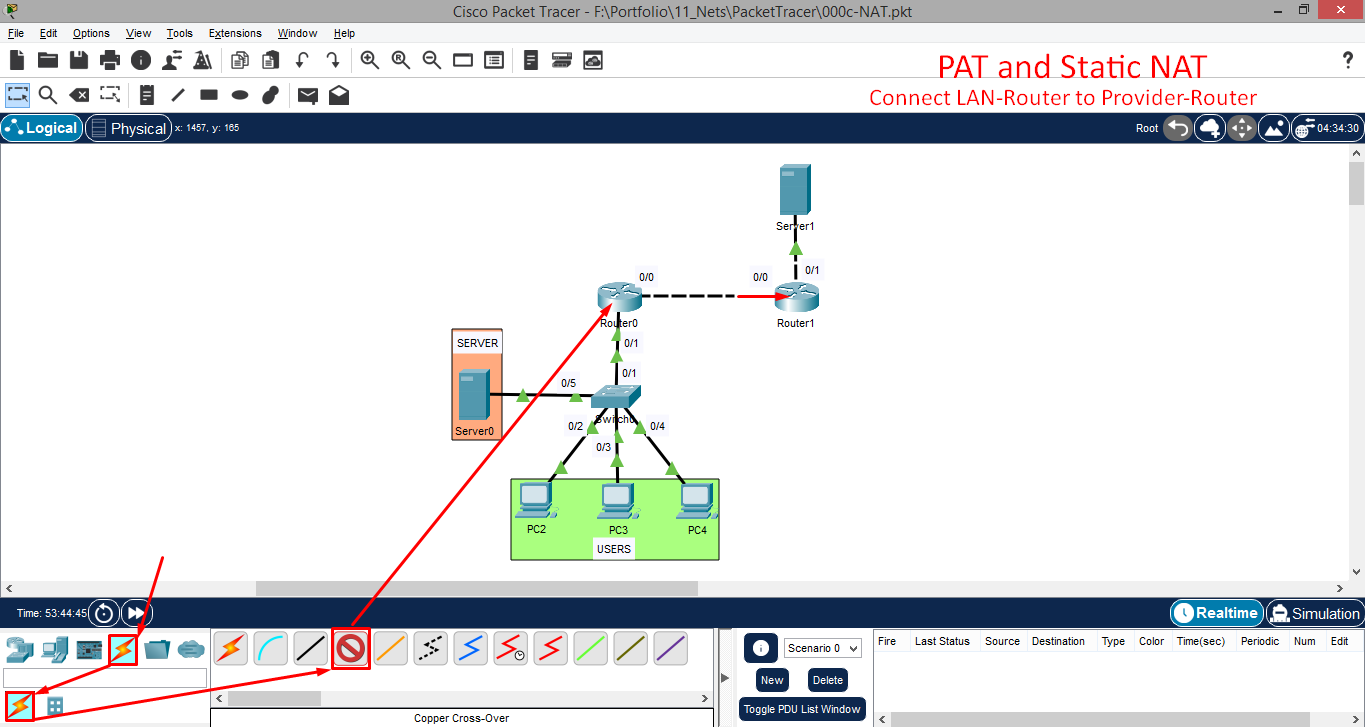 Cisco Packet Tracer - F:\Portfolio\11_Nets\PacketTracer\000c-NAT.pkt
File Edit Options View Tools Extensions Window Help
PAT and Static NAT
?
Connect LAN-Router to Provider-Router
Logical Physical x: 1457, y: 165 Root 04:34:30
Server1
0/0 0/0 0/1
Router0 Router1
SERVER 0/1
0/1
0/5
Server0 Switch0
0/2 0/4
0/3
PC2 PC3 PC4
USERS
Time: 53:44:45 Realtime Simulation
Scenario 0 Fire Last Status Source Destination Type Color Time(sec) Periodic Num Edit
New Delete
Toggle PDU List Window
Copper Cross-Over